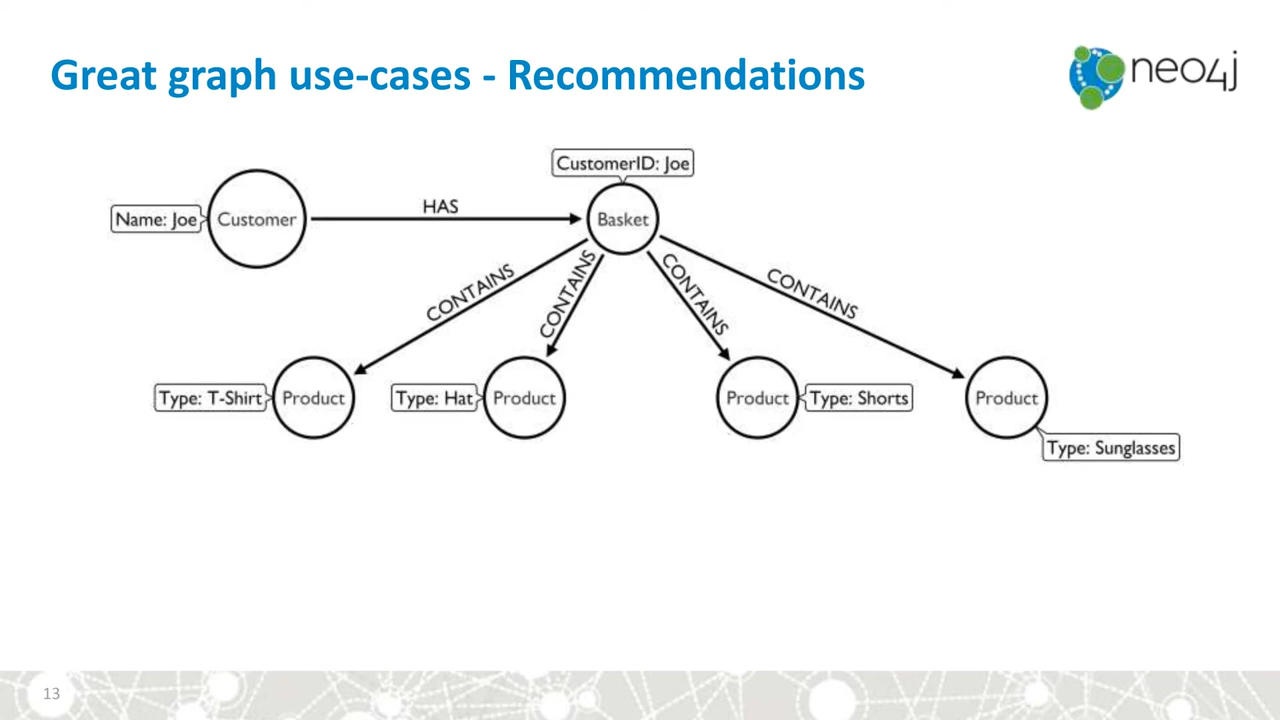 Great graph use-cases - Recommendations
neo4j
CustomerID: Joe
Name: Joe
Customer
HAS
Basket
CONTAINS
CONTAINS
CONTAINS
CONTAINS
Type: T-Shirt
Product
Type: Hat
Product
Product
Type: Shorts
Product
Type: Sunglasses
13